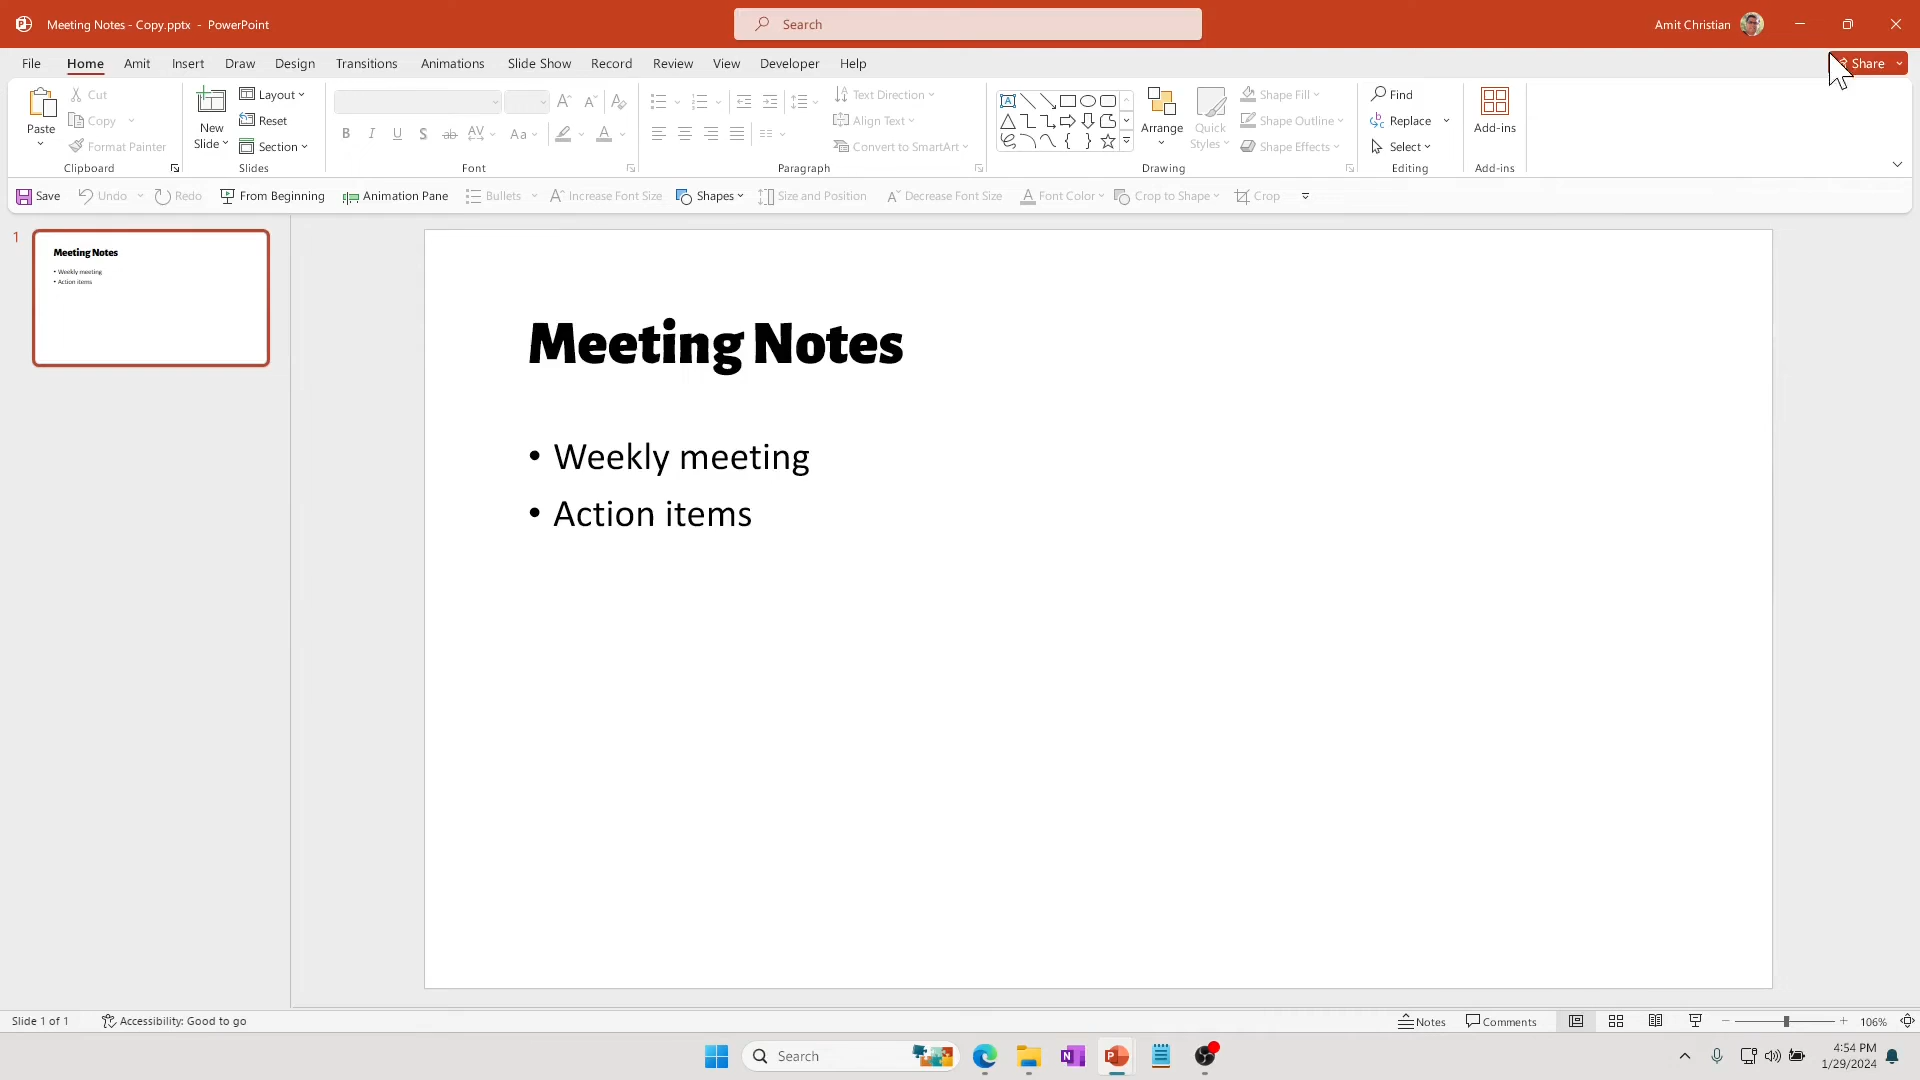 Meeting Notes - Copy.pptx - PowerPoint
Search
Amit Christian
File Home Amit Insert Draw Design Transitions Animations Slide Show Record Review View Developer Help
Share
Paste
Cut
Copy
Format Painter
Clipboard
New Slide
Layout
Reset
Section
Slides
Font
Text Direction
Align Text
Convert to SmartArt
Paragraph
Arrange
Quick Styles
Shape Fill
Shape Outline
Shape Effects
Drawing
Find
Replace
Select
Editing
Add-ins
Add-ins
Save Undo Redo From Beginning Animation Pane Bullets Increase Font Size Shapes Size and Position Decrease Font Size Font Color Crop to Shape Crop
1
Meeting Notes
• Weekly meeting
• Action items
Meeting Notes
• Weekly meeting
• Action items
Slide 1 of 1 Accessibility: Good to go
Notes Comments 106%
Search
4:54 PM
1/29/2024